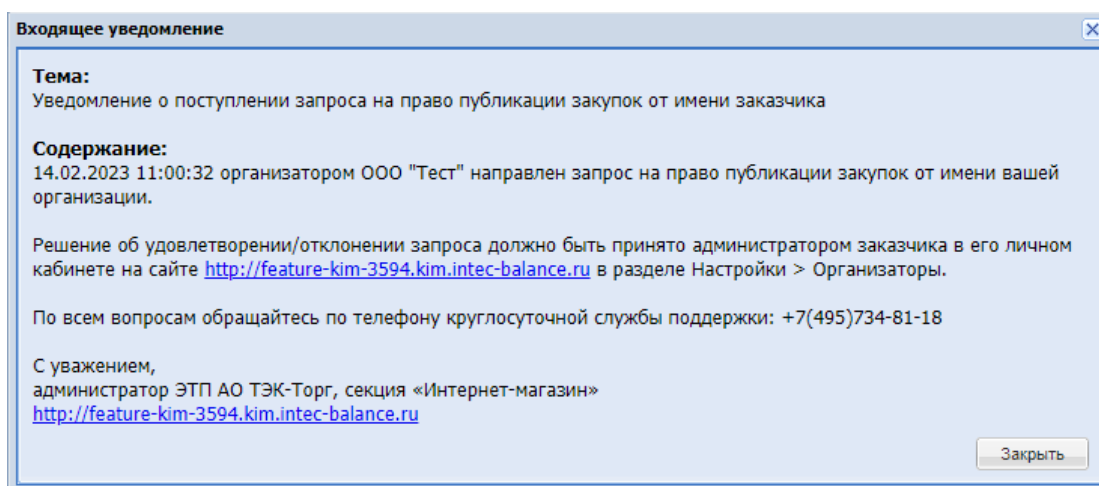 Входящее уведомление
Тема:
Уведомление о поступлении запроса на право публикации закупок от имени заказчика
Содержание:
14.02.2023 11:00:32 организатором ООО "Тест" направлен запрос на право публикации закупок от имени вашей
организации.
Решение об удовлетворении/отклонении запроса должно быть принято администратором заказчика в его личном
кабинете на сайте http://feature-kim-3594.kim.intec-balance.ru в разделе Настройки > Организаторы.
По всем вопросам обращайтесь по телефону круглосуточной службы поддержки: +7(495)734-81-18
С уважением,
администратор ЭТП АО ТЭК-Торг, секция «Интернет-магазин»
http://feature-kim-3594.kim.intec-balance.ru
Закрыть